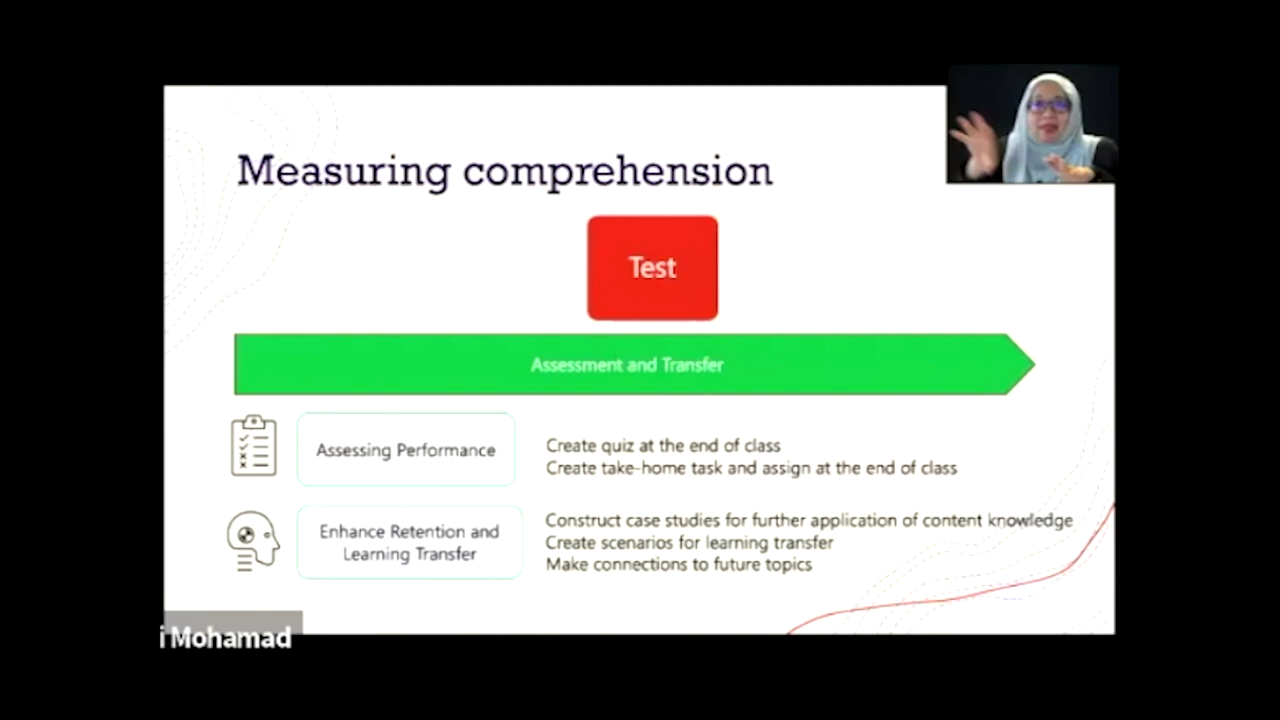 Measuring comprehension
Test
Assessment and Transfer
Assessing Performance
Create quiz at the end of class
Create take-home task and assign at the end of class
Enhance Retention and
Learning Transfer
Construct case studies for further application of content knowledge
Create scenarios for learning transfer
Make connections to future topics
i Mohamad